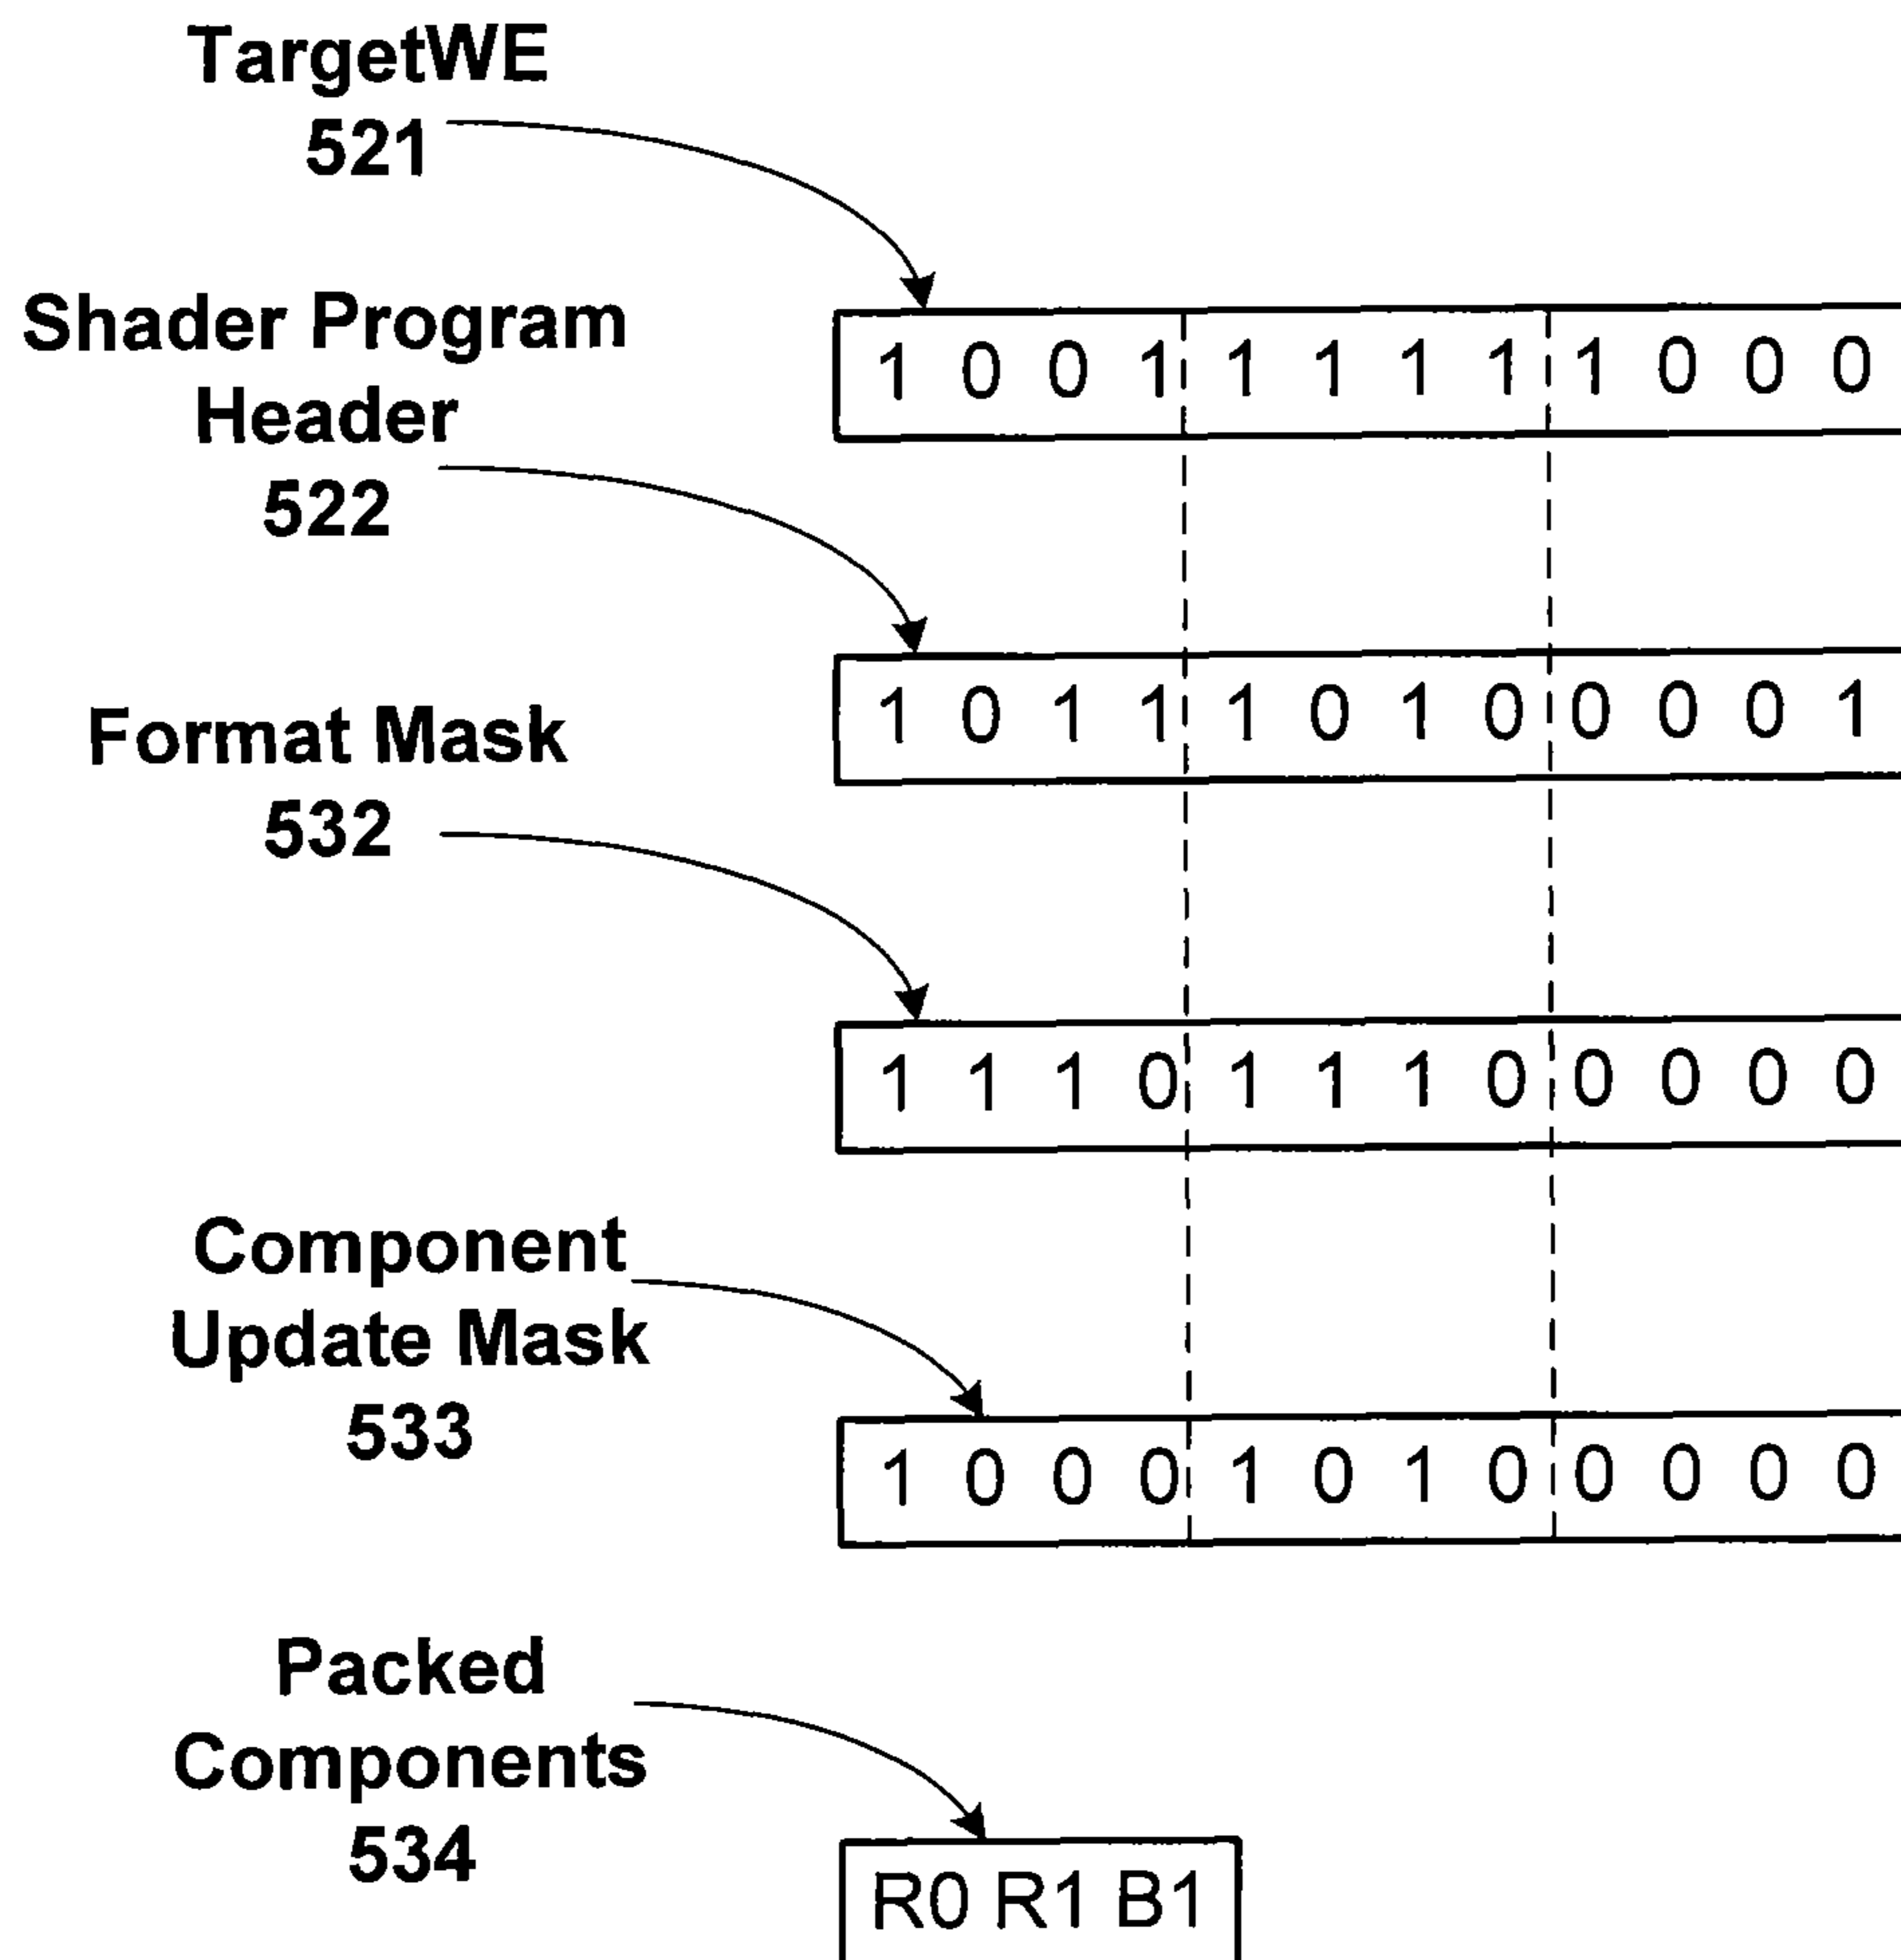 TargetWE
521
1 0 0 1 1 1 1 1 1 0 0 0
Shader Program
Header
522
1 0 1 1 1 0 1 0 0 0 0 1
Format Mask
532
1 1 1 0 1 1 1 0 0 0 0 0
Component
Update Mask
533
1 0 0 0 1 0 1 0 0 0 0 0
Packed
Components
534
R0 R1 B1